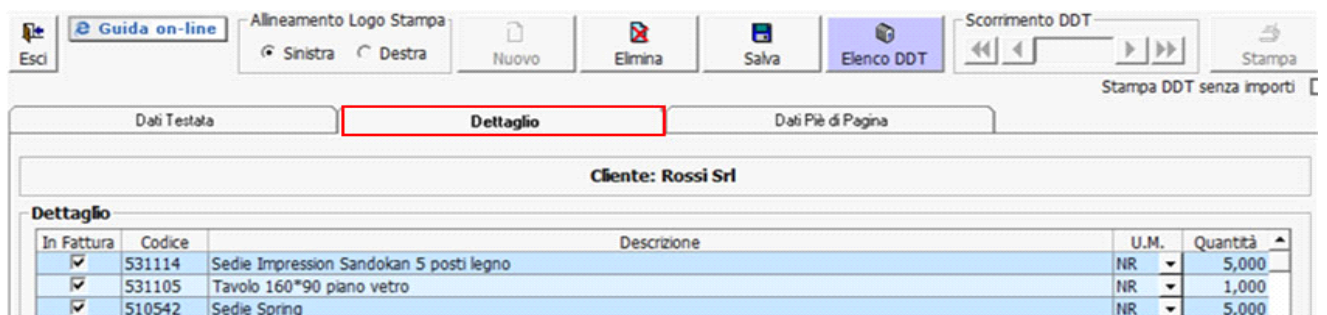 Esci
Guida on-line
Allineamento Logo Stampa
Sinistra Destra
Nuovo
Elimina
Salva
Elenco DDT
Scorrimento DDT
Stampa
Stampa DDT senza importi
Dati Testata Dettaglio Dati Piè di Pagina
Cliente: Rossi Srl
Dettaglio
In Fattura Codice Descrizione U.M. Quantità
531114 Sedie Impression Sandokan 5 posti legno NR 5,000
531105 Tavolo 160*90 piano vetro NR 1,000
510542 Sedie Spring NR 5,000